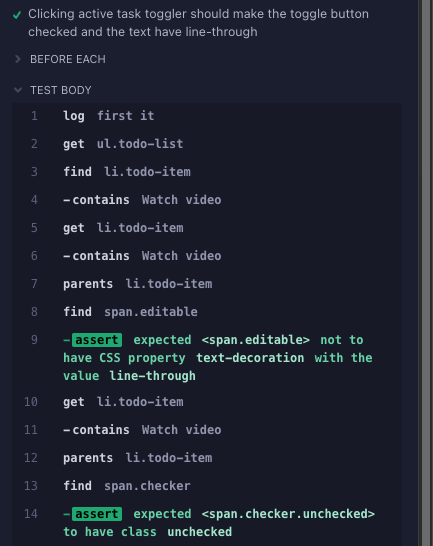 Clicking active task toggler should make the toggle button
checked and the text have line-through
BEFORE EACH
TEST BODY
1 log first it
2 get ul.todo-list
3 find li.todo-item
4 -contains Watch video
5 get li.todo-item
6 -contains Watch video
7 parents li.todo-item
8 find span.editable
9 -assert expected <span.editable> not to
have CSS property text-decoration with the
value line-through
10 get li.todo-item
11 -contains Watch video
12 parents li.todo-item
13 find span.checker
14 -assert expected <span.checker.unchecked>
to have class unchecked